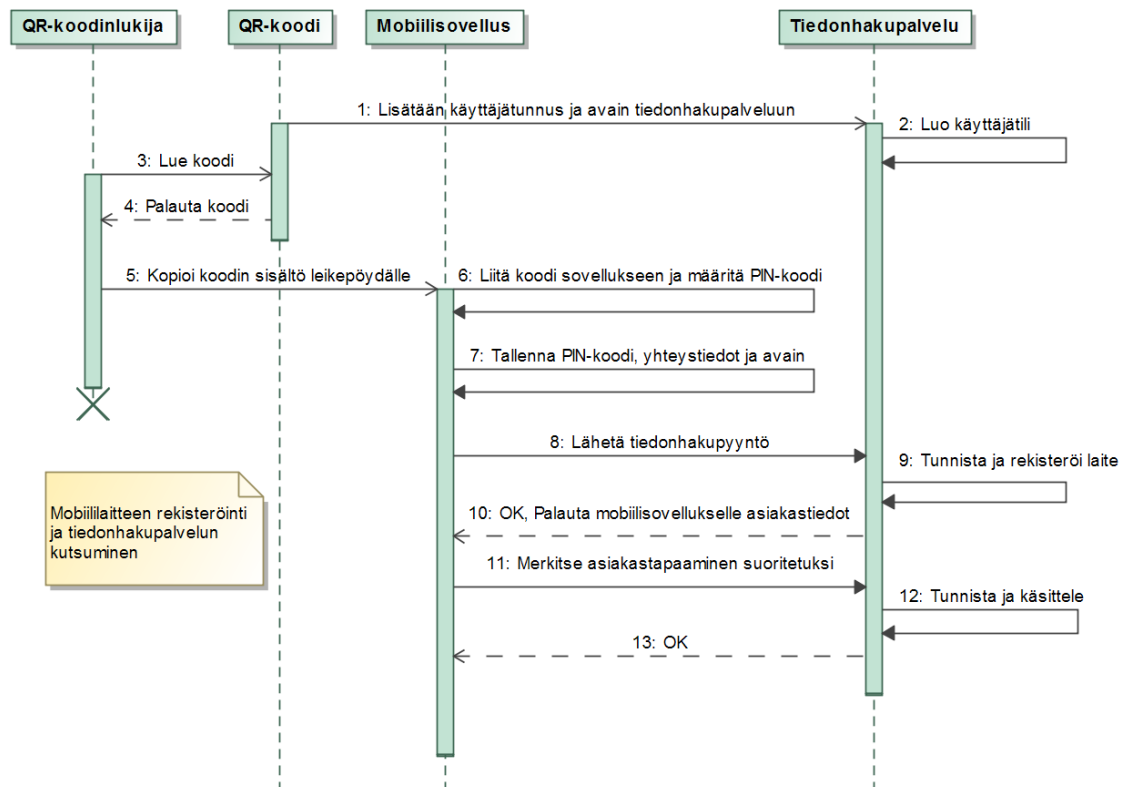 QR-koodinlukija
QR-koodi
Mobiilisovellus
Tiedonhakupalvelu
1: Lisätään käyttäjätunnus ja avain tiedonhakupalveluun
2: Luo käyttäjätili
3: Lue koodi
4: Palauta koodi
5: Kopioi koodin sisältö leikepöydälle
6: Liitä koodi sovellukseen ja määritä PIN-koodi
7: Tallenna PIN-koodi, yhteystiedot ja avain
8: Lähetä tiedonhakupyyntö
9: Tunnista ja rekisteröi laite
10: OK, Palauta mobiilisovellukselle asiakastiedot
11: Merkitse asiakastapaaminen suoritetuksi
12: Tunnista ja käsittele
13: OK
Mobiililaitteen rekisteröinti
ja tiedonhakupalvelun
kutsuminen